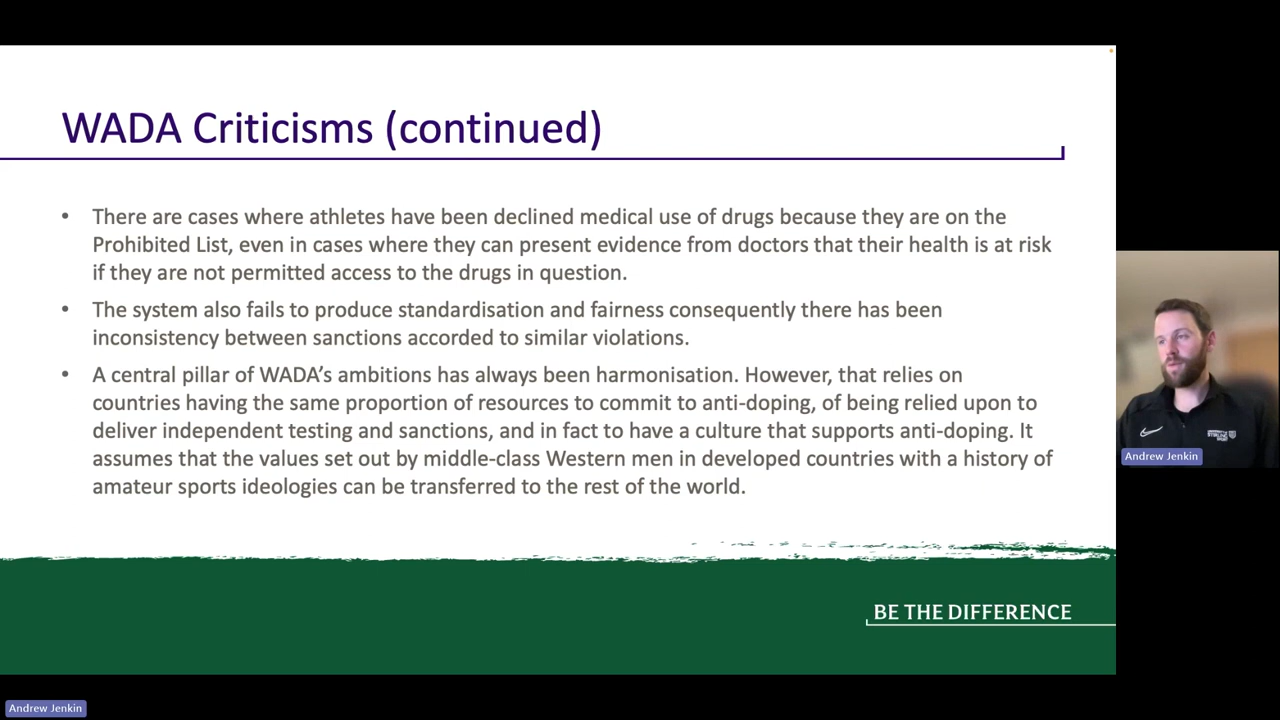 WADA Criticisms (continued)
• There are cases where athletes have been declined medical use of drugs because they are on the
Prohibited List, even in cases where they can present evidence from doctors that their health is at risk
if they are not permitted access to the drugs in question.
• The system also fails to produce standardisation and fairness consequently there has been
inconsistency between sanctions accorded to similar violations.
• A central pillar of WADA’s ambitions has always been harmonisation. However, that relies on
countries having the same proportion of resources to commit to anti-doping, of being relied upon to
deliver independent testing and sanctions, and in fact to have a culture that supports anti-doping. It
assumes that the values set out by middle-class Western men in developed countries with a history of
amateur sports ideologies can be transferred to the rest of the world.
BE THE DIFFERENCE
Andrew Jenkin
Andrew Jenkin